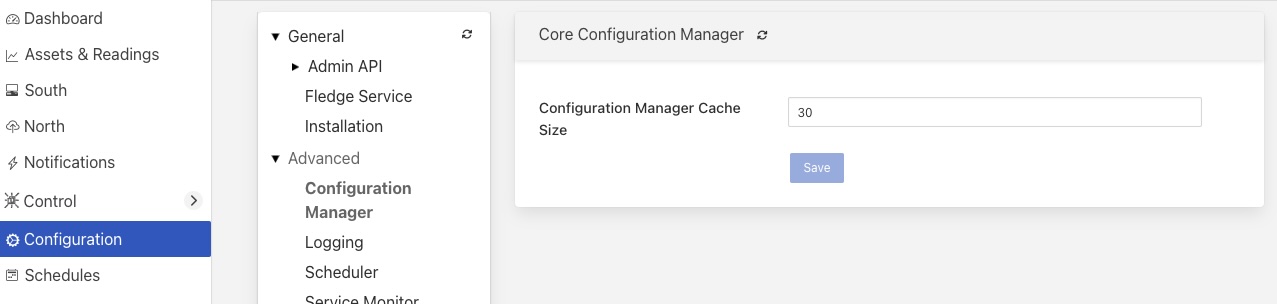 Dashboard
Assets & Readings
South
North
Notifications
Control
Configuration
Schedules
General
Admin API
Fledge Service
Installation
Advanced
Configuration
Manager
Logging
Scheduler
Service Monitor
Core Configuration Manager
Configuration Manager Cache
Size
30
Save